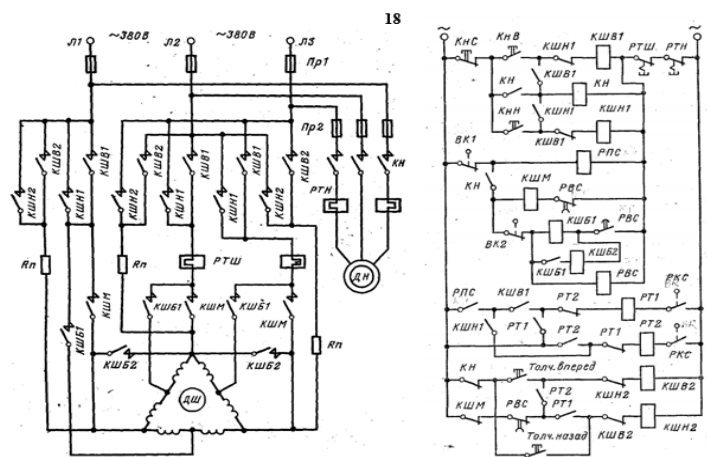 18
Л1 ~380В Л2 ~380В Л3
Пр1
Пр2
КШВ2 КШВ1 КШВ2 КШВ1 КШВ1 КШВ2 КН
КШН2 КШН1 КШН2 КШН1 КШН1 КШН2
РТН
Rп Rп РТШ
ДН
КШМ КШБ1 КШМ КШБ1 КШМ
КШБ1
Rп
КШБ2 КШБ2
ДШ
~ ~
КнС КнВ КШН1 КШВ1 РТШ РТН
КШВ1
КН КН
КнН КШН1 КШН1
КШВ1
ВК1 РПС
КН КШМ РВС
КШБ1 РВС
ВК2 КШБ2
КШБ1
РВС
РПС КШВ1 РТ2 РТ1 РКС
КШН1 РТ1 РТ2 РТ1 РТ2
РКС
КН Толч.вперед КШН2 КШВ2
РТ2
КШМ РВС РТ1 КШВ2 КШН2
Толч.назад